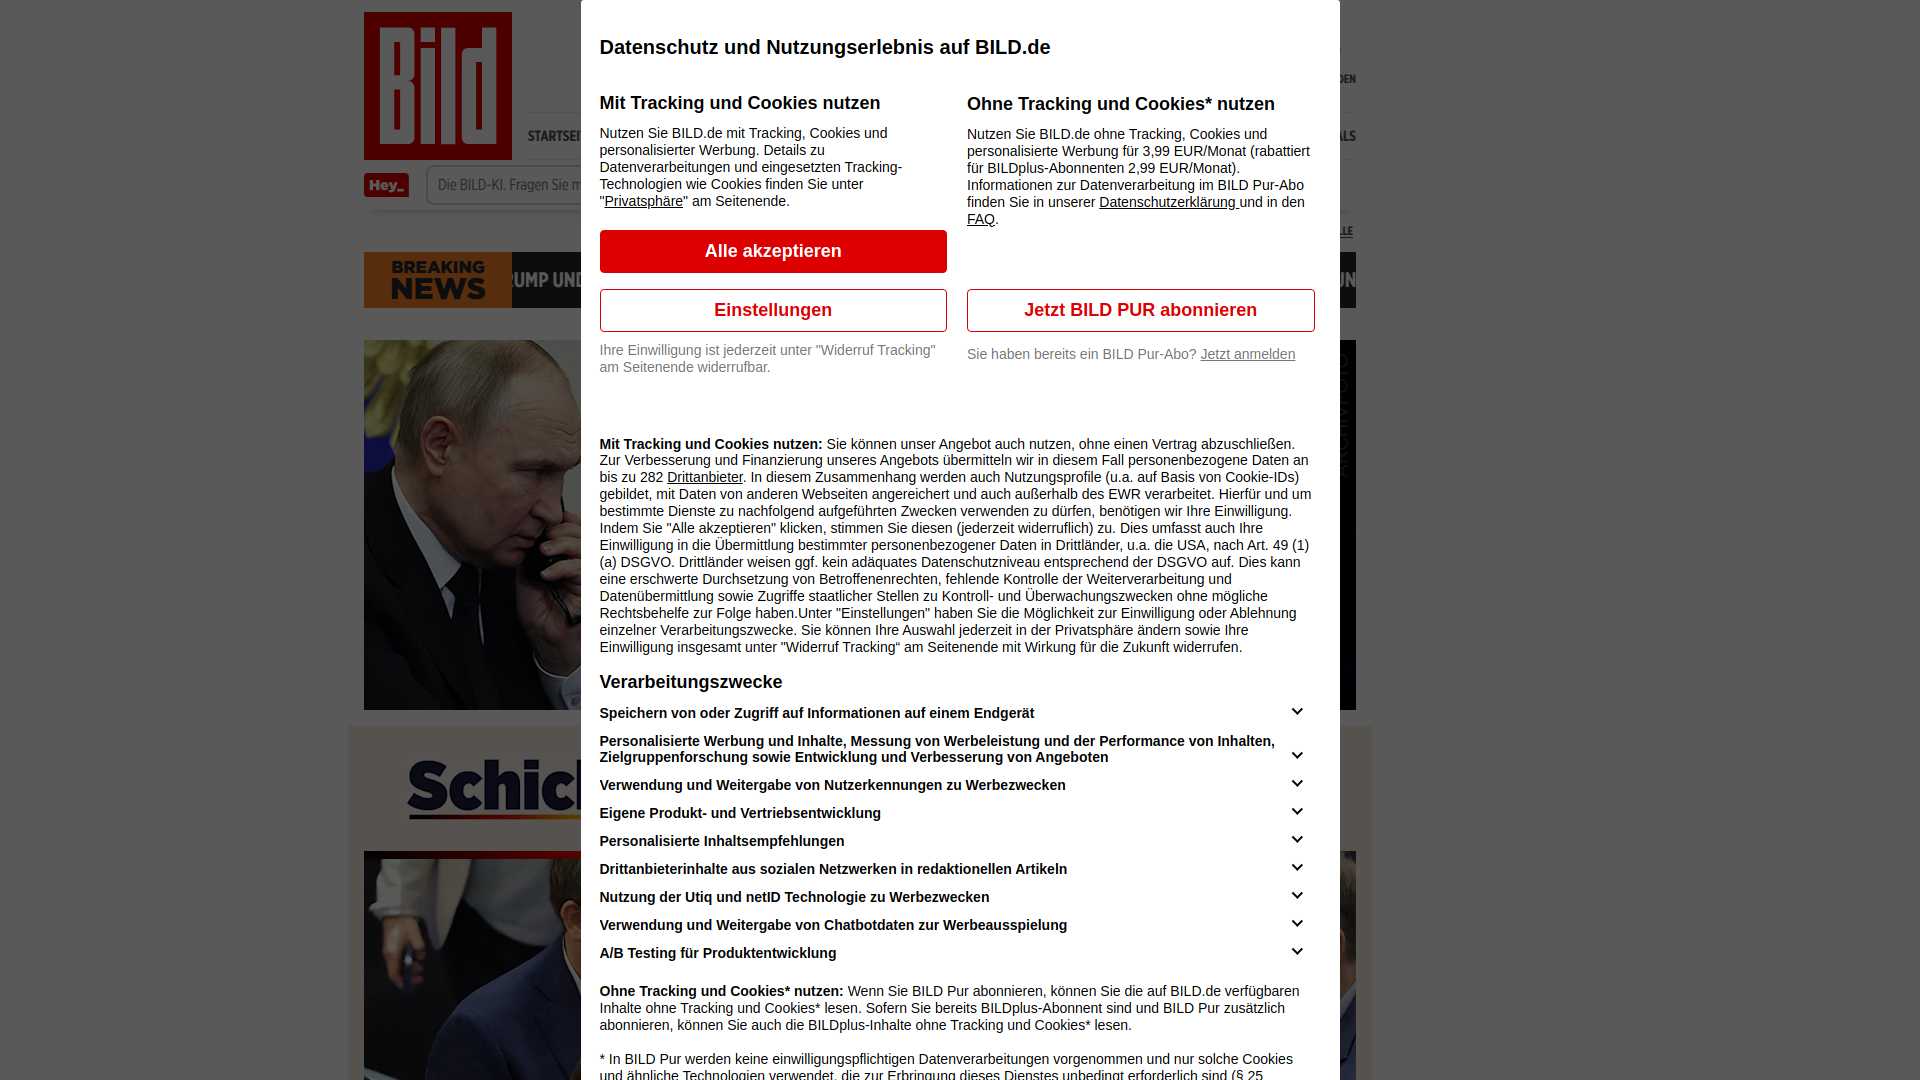 Bild
STARTSEI
Hey_
Die BILD-KI. Fragen Sie m
BREAKING
NEWS
RUMP UND
Schick
Datenschutz und Nutzungserlebnis auf BILD.de
Mit Tracking und Cookies nutzen
Nutzen Sie BILD.de mit Tracking, Cookies und
personalisierter Werbung. Details zu
Datenverarbeitungen und eingesetzten Tracking-
Technologien wie Cookies finden Sie unter
"Privatsphäre" am Seitenende.
Alle akzeptieren
Einstellungen
Ihre Einwilligung ist jederzeit unter "Widerruf Tracking"
am Seitenende widerrufbar.
Ohne Tracking und Cookies* nutzen
Nutzen Sie BILD.de ohne Tracking, Cookies und
personalisierte Werbung für 3,99 EUR/Monat (rabattiert
für BILDplus-Abonnenten 2,99 EUR/Monat).
Informationen zur Datenverarbeitung im BILD Pur-Abo
finden Sie in unserer Datenschutzerklärung und in den
FAQ.
Jetzt BILD PUR abonnieren
Sie haben bereits ein BILD Pur-Abo? Jetzt anmelden
Mit Tracking und Cookies nutzen: Sie können unser Angebot auch nutzen, ohne einen Vertrag abzuschließen.
Zur Verbesserung und Finanzierung unseres Angebots übermitteln wir in diesem Fall personenbezogene Daten an
bis zu 282 Drittanbieter. In diesem Zusammenhang werden auch Nutzungsprofile (u.a. auf Basis von Cookie-IDs)
gebildet, mit Daten von anderen Webseiten angereichert und auch außerhalb des EWR verarbeitet. Hierfür und um
bestimmte Dienste zu nachfolgend aufgeführten Zwecken verwenden zu dürfen, benötigen wir Ihre Einwilligung.
Indem Sie "Alle akzeptieren" klicken, stimmen Sie diesen (jederzeit widerruflich) zu. Dies umfasst auch Ihre
Einwilligung in die Übermittlung bestimmter personenbezogener Daten in Drittländer, u.a. die USA, nach Art. 49 (1)
(a) DSGVO. Drittländer weisen ggf. kein adäquates Datenschutzniveau entsprechend der DSGVO auf. Dies kann
eine erschwerte Durchsetzung von Betroffenenrechten, fehlende Kontrolle der Weiterverarbeitung und
Datenübermittlung sowie Zugriffe staatlicher Stellen zu Kontroll- und Überwachungszwecken ohne mögliche
Rechtsbehelfe zur Folge haben.Unter "Einstellungen" haben Sie die Möglichkeit zur Einwilligung oder Ablehnung
einzelner Verarbeitungszwecke. Sie können Ihre Auswahl jederzeit in der Privatsphäre ändern sowie Ihre
Einwilligung insgesamt unter "Widerruf Tracking“ am Seitenende mit Wirkung für die Zukunft widerrufen.
Verarbeitungszwecke
Speichern von oder Zugriff auf Informationen auf einem Endgerät
Personalisierte Werbung und Inhalte, Messung von Werbeleistung und der Performance von Inhalten,
Zielgruppenforschung sowie Entwicklung und Verbesserung von Angeboten
Verwendung und Weitergabe von Nutzerkennungen zu Werbezwecken
Eigene Produkt- und Vertriebsentwicklung
Personalisierte Inhaltsempfehlungen
Drittanbieterinhalte aus sozialen Netzwerken in redaktionellen Artikeln
Nutzung der Utiq und netID Technologie zu Werbezwecken
Verwendung und Weitergabe von Chatbotdaten zur Werbeausspielung
A/B Testing für Produktentwicklung
Ohne Tracking und Cookies* nutzen: Wenn Sie BILD Pur abonnieren, können Sie die auf BILD.de verfügbaren
Inhalte ohne Tracking und Cookies* lesen. Sofern Sie bereits BILDplus-Abonnent sind und BILD Pur zusätzlich
abonnieren, können Sie auch die BILDplus-Inhalte ohne Tracking und Cookies* lesen.
* In BILD Pur werden keine einwilligungspflichtigen Datenverarbeitungen vorgenommen und nur solche Cookies
und ähnliche Technologien verwendet, die zur Erbringung dieses Dienstes unbedingt erforderlich sind (§ 25